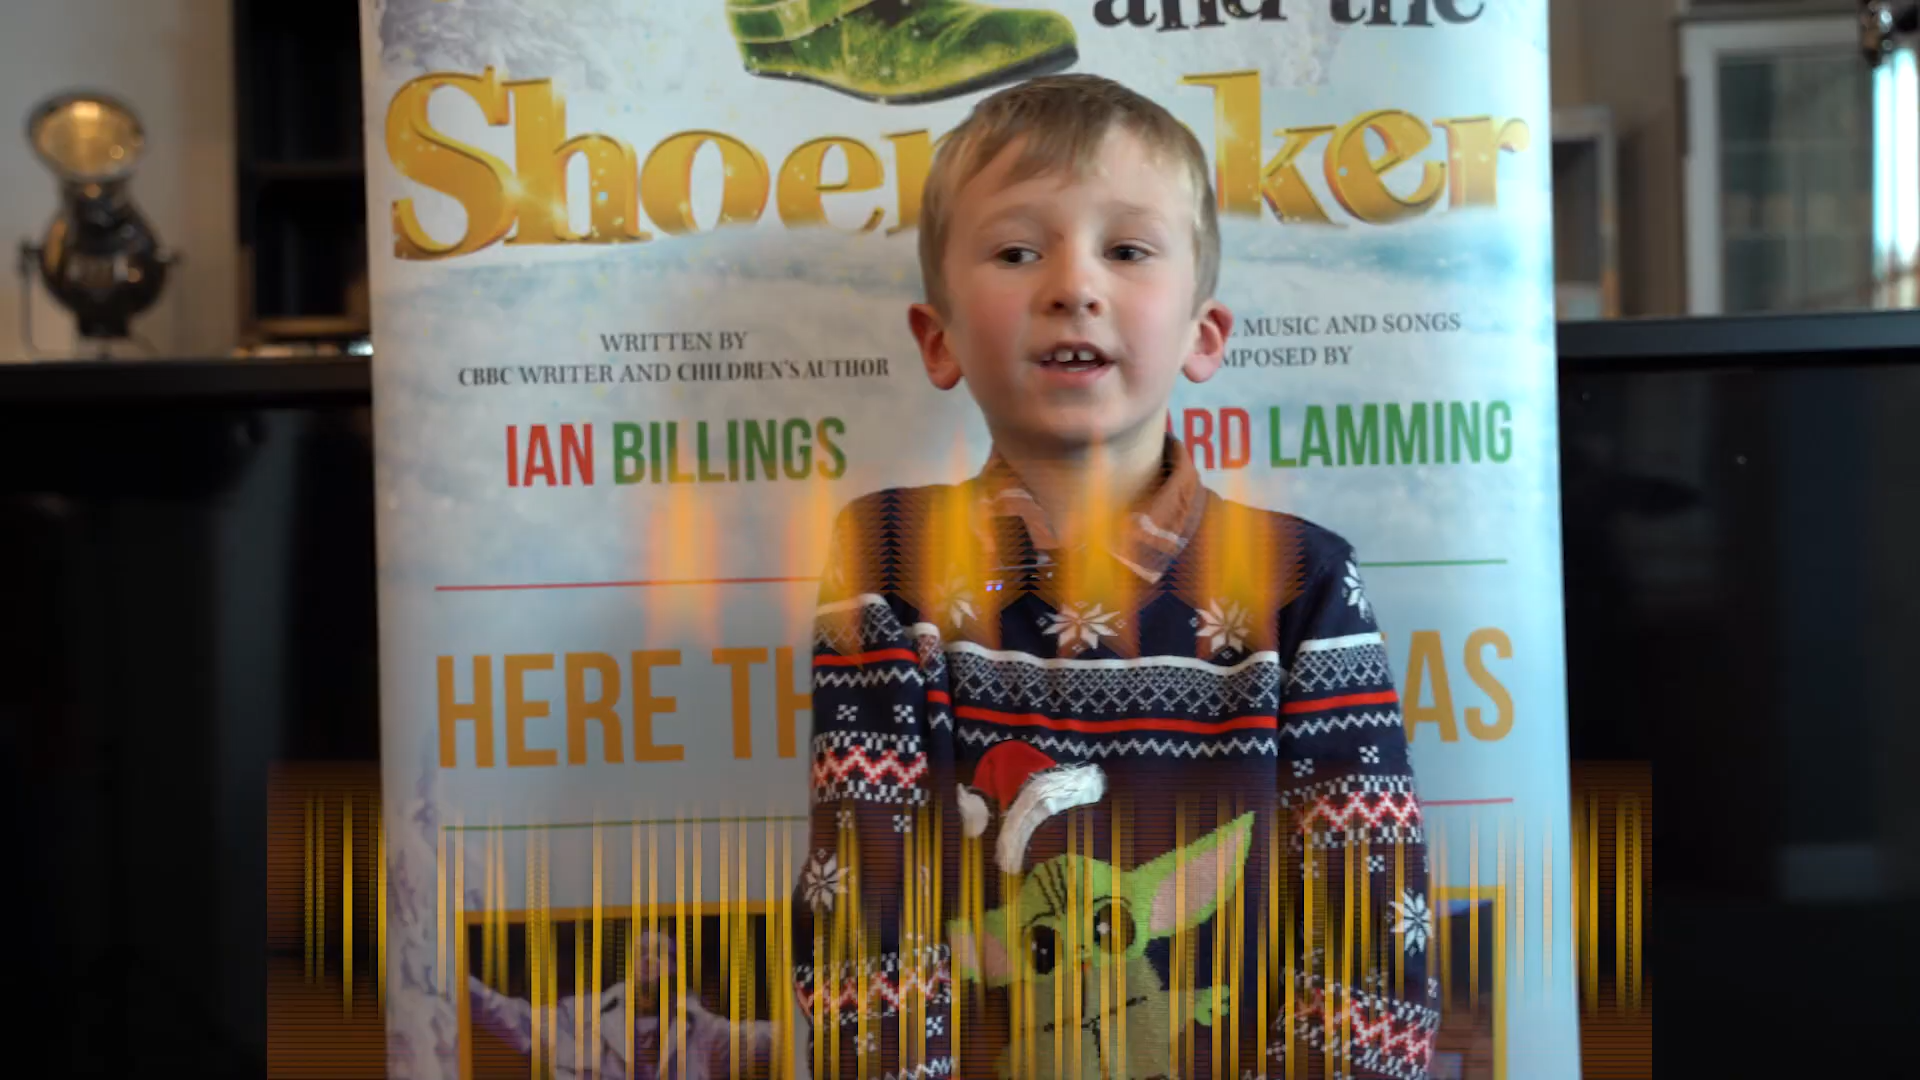 and the
Shoe ker
WRITTEN BY
CBBC WRITER AND CHILDREN'S AUTHOR
IAN BILLINGS
MUSIC AND SONGS
MPOSED BY
ARD LAMMING
HERE TH AS